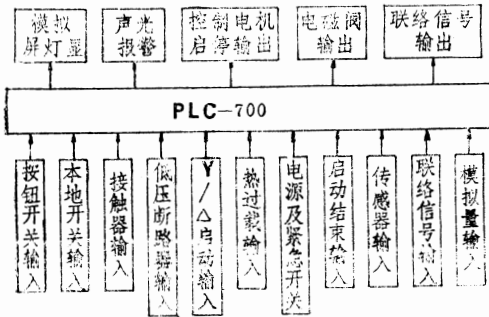 模拟
屏灯显
声光
报警
控制电机
启停输出
电磁阀
输出
联络信号
输出
PLC-700
按钮开关输入
本地开关输入
接触器输入
低压断路器输入
Y/△启动输入
热过载输入
电源及紧急开关
启动结束输入
传感器输入
联络信号输入
模拟量输入